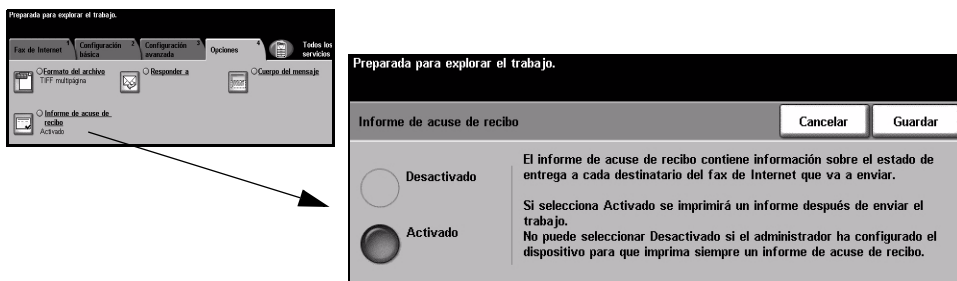 Preparada para explorar el trabajo.
Fax de Internet 1
Configuración básica 2
Configuración avanzada 3
Opciones 4
Todos los servicios
Formato del archivo
TIFF multipágina
Responder a
Cuerpo del mensaje
Informe de acuse de
recibo
Activado
Preparada para explorar el trabajo.
Informe de acuse de recibo
Cancelar
Guardar
Desactivado
Activado
El informe de acuse de recibo contiene información sobre el estado de
entrega a cada destinatario del fax de Internet que va a enviar.
Si selecciona Activado se imprimirá un informe después de enviar el
trabajo.
No puede seleccionar Desactivado si el administrador ha configurado el
dispositivo para que imprima siempre un informe de acuse de recibo.